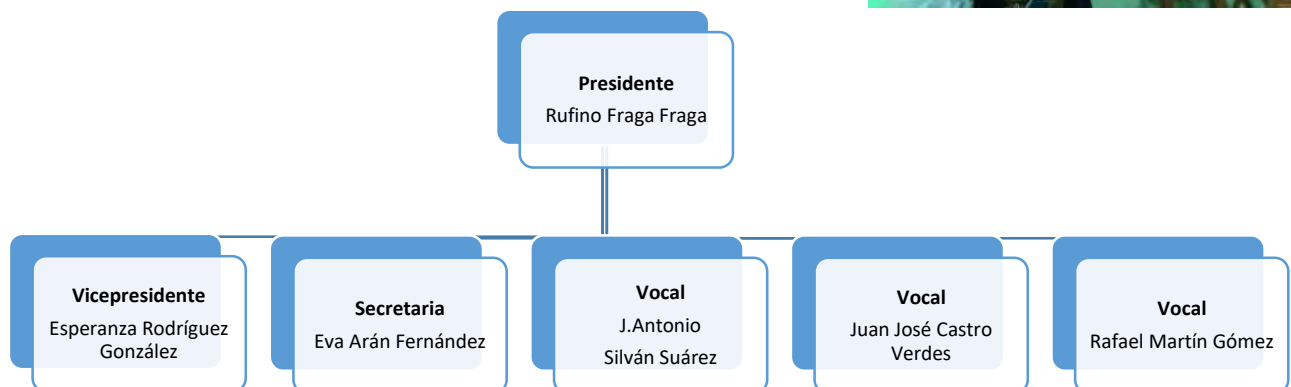 Presidente
Rufino Fraga Fraga
Vicepresidente
Esperanza Rodríguez
González
Secretaria
Eva Arán Fernández
Vocal
J.Antonio
Silván Suárez
Vocal
Juan José Castro
Verdes
Vocal
Rafael Martín Gómez